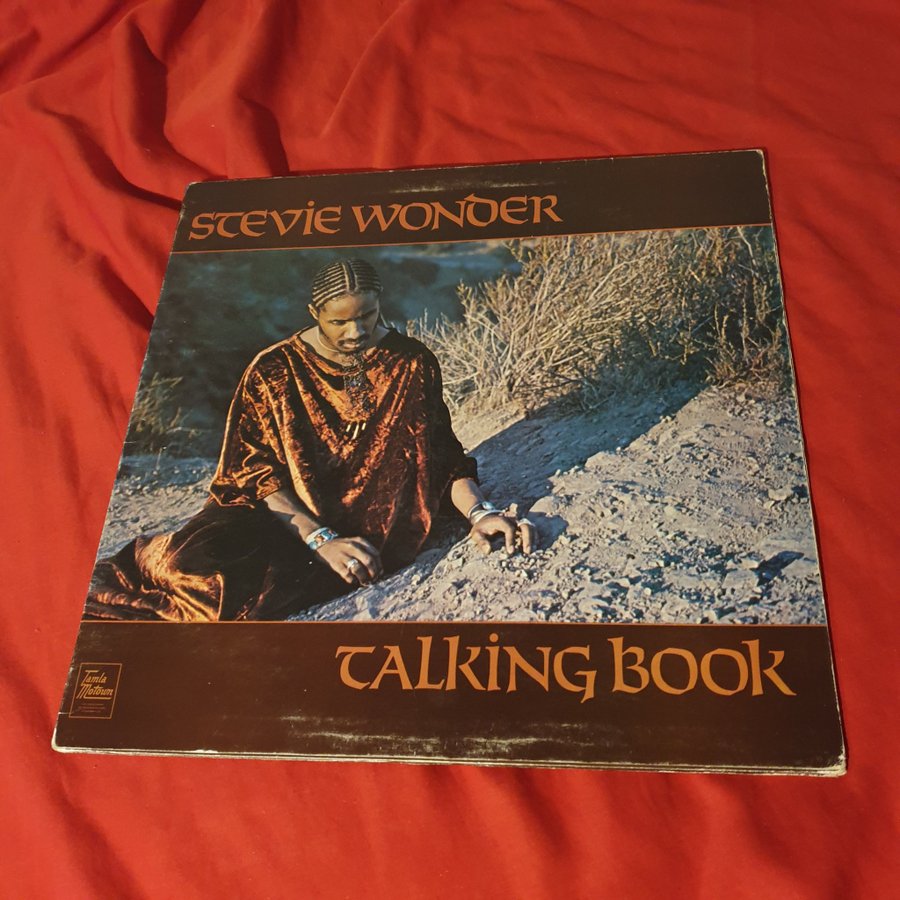 STEVIE WONDER
TALKING BOOK
Tamla
Motown